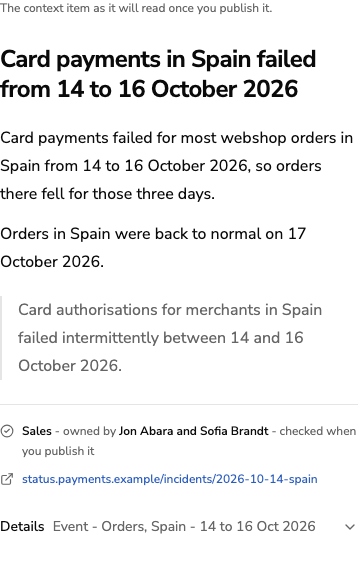 The context item as it will read once you publish it.
Card payments in Spain failed
from 14 to 16 October 2026
Card payments failed for most webshop orders in
Spain from 14 to 16 October 2026, so orders
there fell for those three days.
Orders in Spain were back to normal on 17
October 2026.
Card authorisations for merchants in Spain
failed intermittently between 14 and 16
October 2026.
Sales - owned by Jon Abara and Sofia Brandt - checked when
you publish it
status.payments.example/incidents/2026-10-14-spain
Details Event - Orders, Spain - 14 to 16 Oct 2026